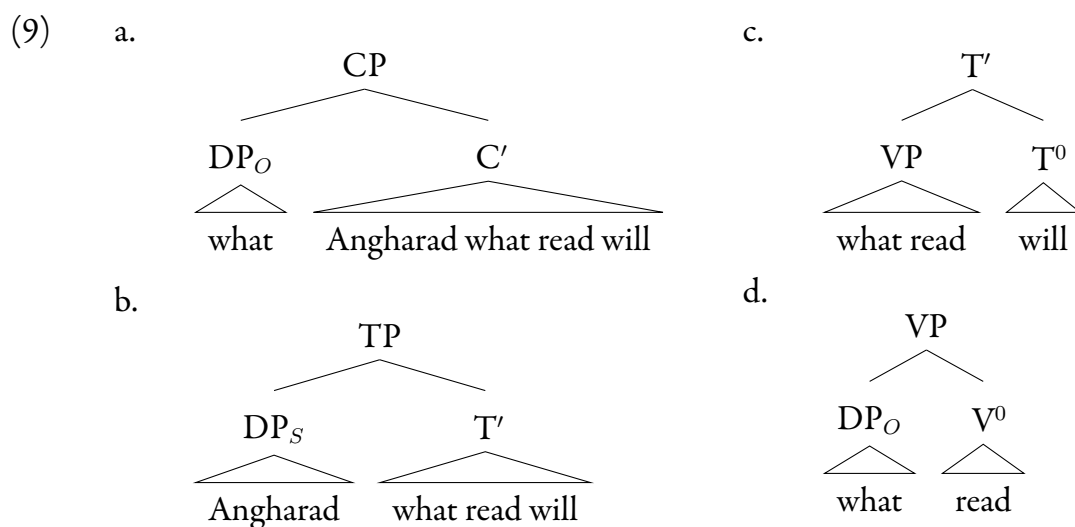 (9) a.
CP
DP_O C′
what Angharad what read will
b.
TP
DP_S T′
Angharad what read will
c.
T′
VP T⁰
what read will
d.
VP
DP_O V⁰
what read